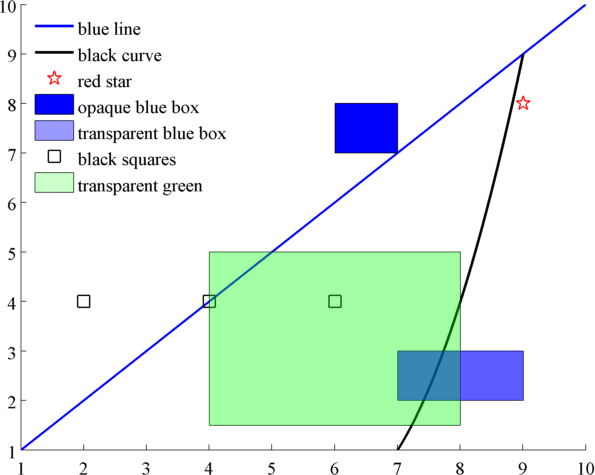 10
9
8
7
6
5
4
3
2
1
blue line
black curve
red star
opaque blue box
transparent blue box
black squares
transparent green
1 2 3 4 5 6 7 8 9 10